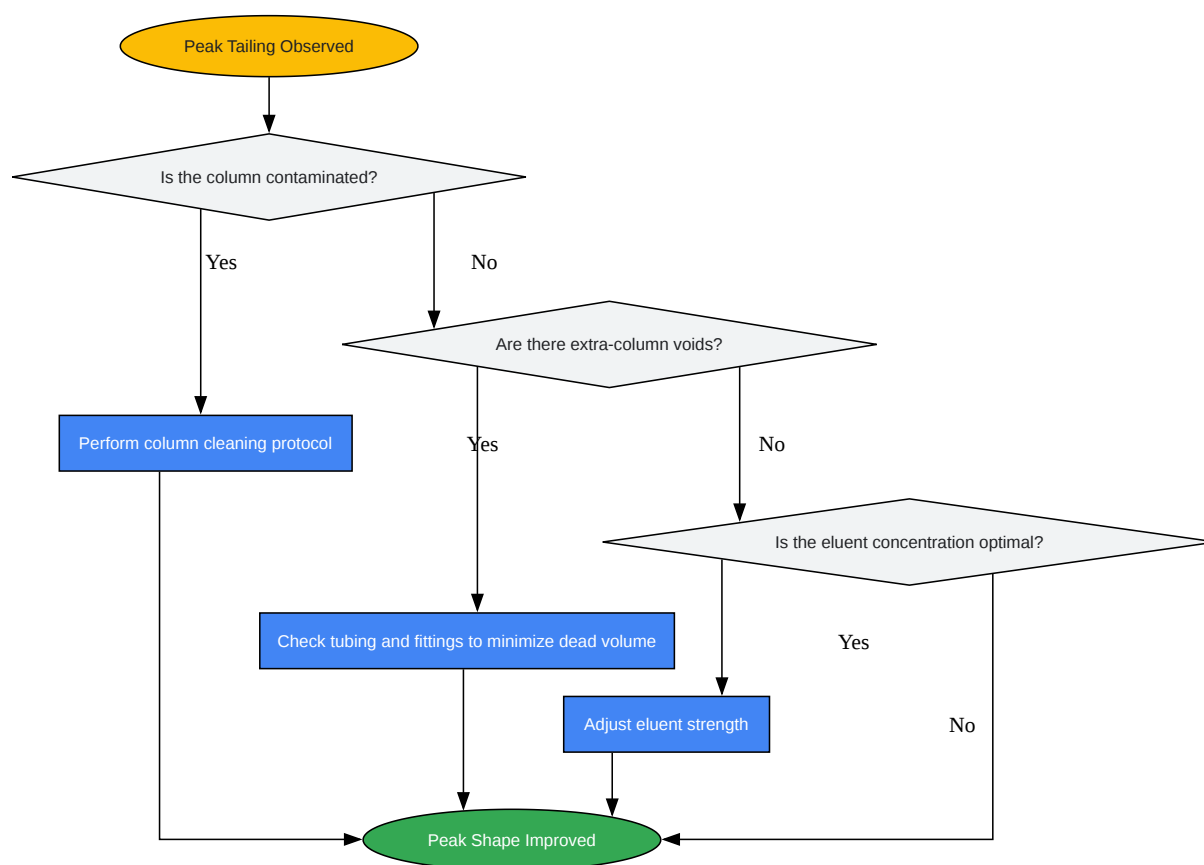 Peak Tailing Observed
Is the column contaminated?
Yes
No
Are there extra-column voids?
Perform column cleaning protocol
Yes
No
Is the eluent concentration optimal?
Check tubing and fittings to minimize dead volume
Yes
Adjust eluent strength
No
Peak Shape Improved